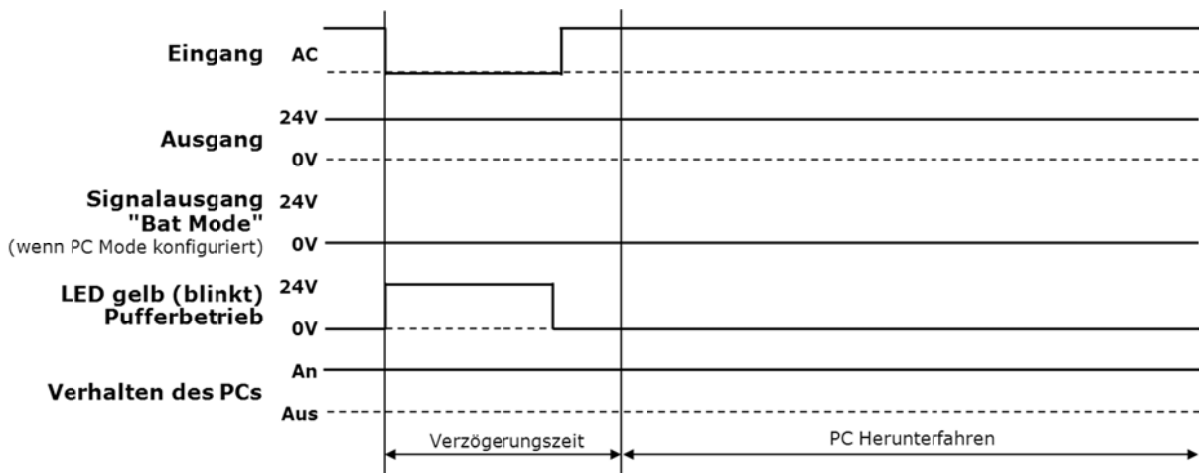 Eingang AC
Ausgang 24V
0V
Signalausgang 24V
"Bat Mode"
(wenn PC Mode konfiguriert) 0V
LED gelb (blinkt) 24V
Pufferbetrieb 0V
An
Verhalten des PCs
Aus
Verzögerungszeit PC Herunterfahren